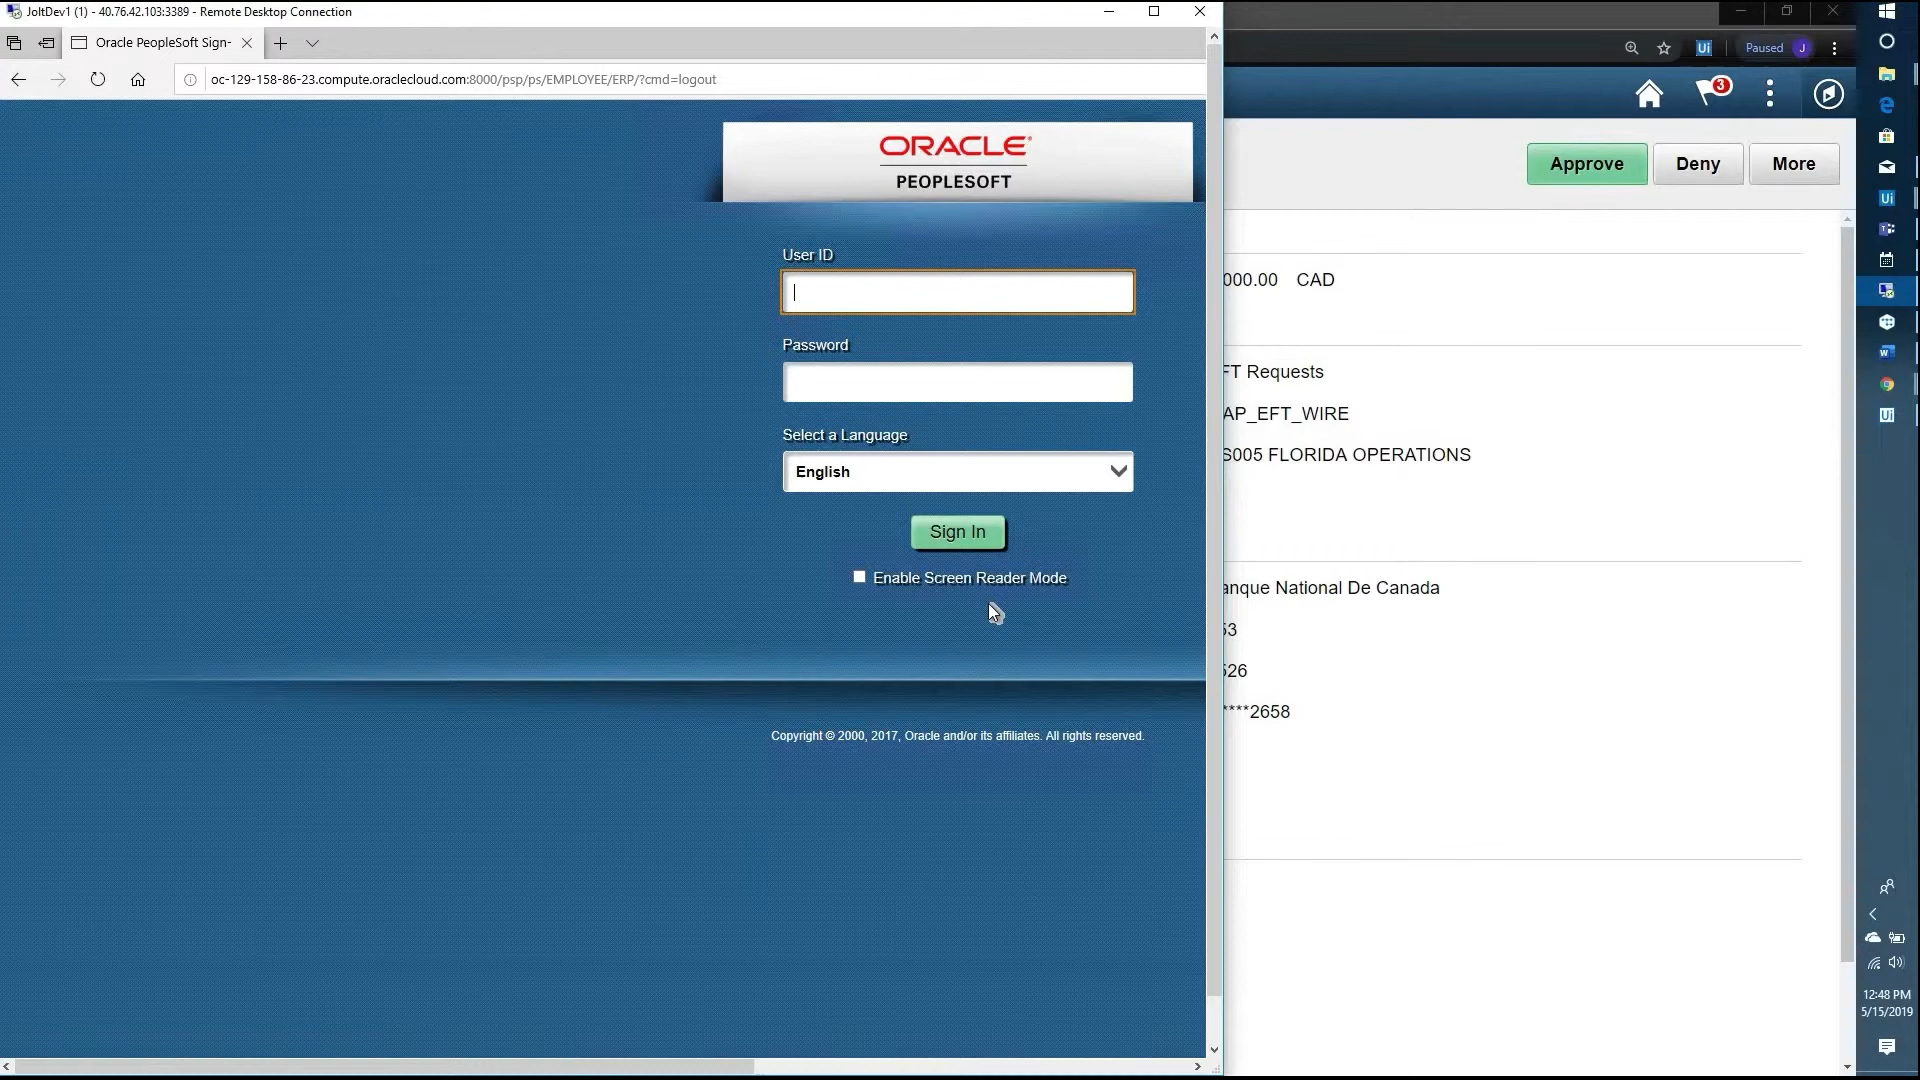 JoltDev1 (1) - 40.76.42.103:3389 - Remote Desktop Connection
Oracle PeopleSoft Sign-
oc-129-158-86-23.compute.oraclecloud.com:8000/psp/ps/EMPLOYEE/ERP/?cmd=logout
ORACLE
PEOPLESOFT
User ID
Password
Select a Language
English
Sign In
Enable Screen Reader Mode
Copyright © 2000, 2017, Oracle and/or its affiliates. All rights reserved.
Ui
Paused J
3
Approve
Deny
More
000.00 CAD
FT Requests
AP_EFT_WIRE
S005 FLORIDA OPERATIONS
anque National De Canada
53
526
****2658
12:48 PM
5/15/2019